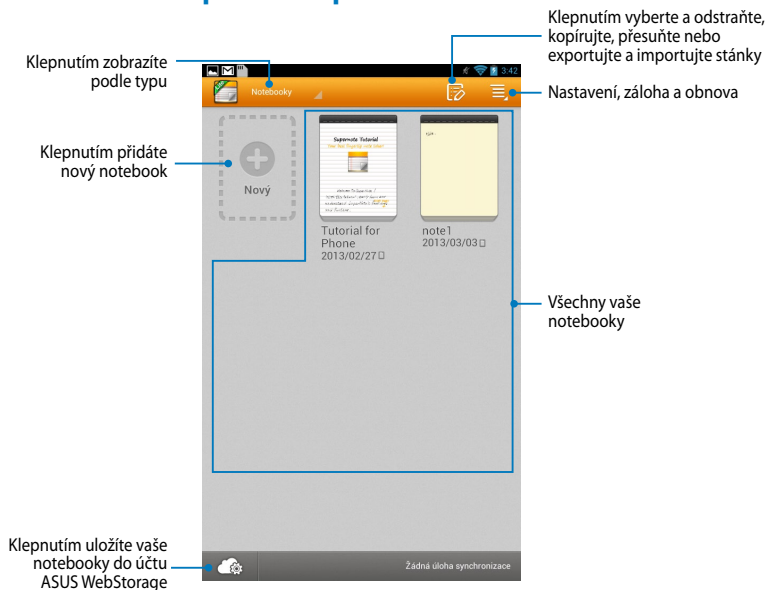 Klepnutím vyberte a odstraňte,
kopírujte, přesuňte nebo
exportujte a importujte stánky
Klepnutím zobrazíte
podle typu
3:42
Notebooky
Nastavení, záloha a obnova
Klepnutím přidáte
nový notebook
Nový
Supernote Tutorial
Tutorial for
Phone
2013/02/27
note1
2013/03/03
Všechny vaše
notebooky
Klepnutím uložíte vaše
notebooky do účtu
ASUS WebStorage
Žádná úloha synchronizace